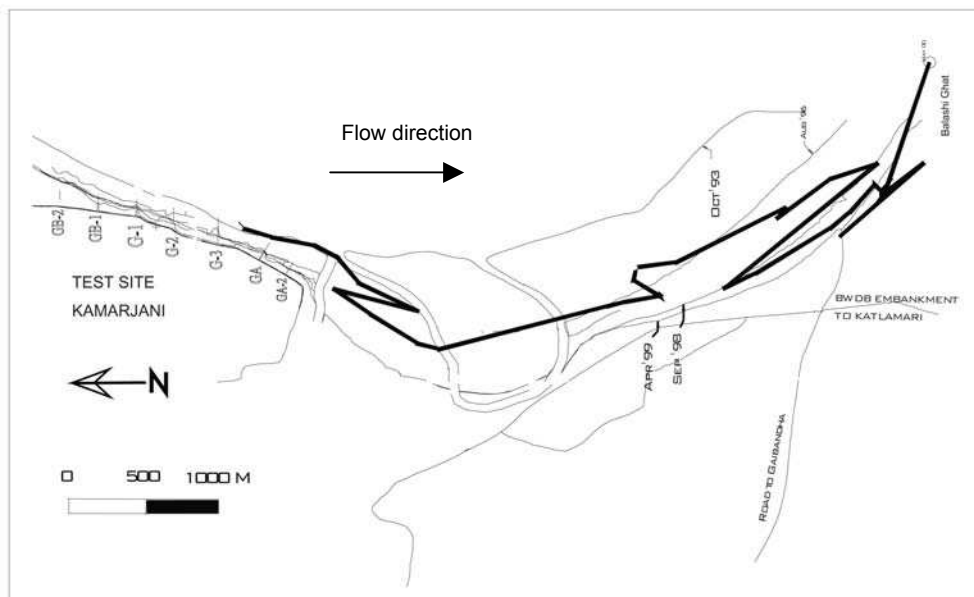 Flow direction
Balashi Ghat
AUG '96
OCT '93
GB-2
GB-1
G-1
G-2
G-3
GA
GA-2
TEST SITE
KAMARJANI
BWDB EMBANKMENT
TO KATLAMARI
APR '99
SEP '98
N
ROAD TO GAIBANDHA
0 500 1000 M